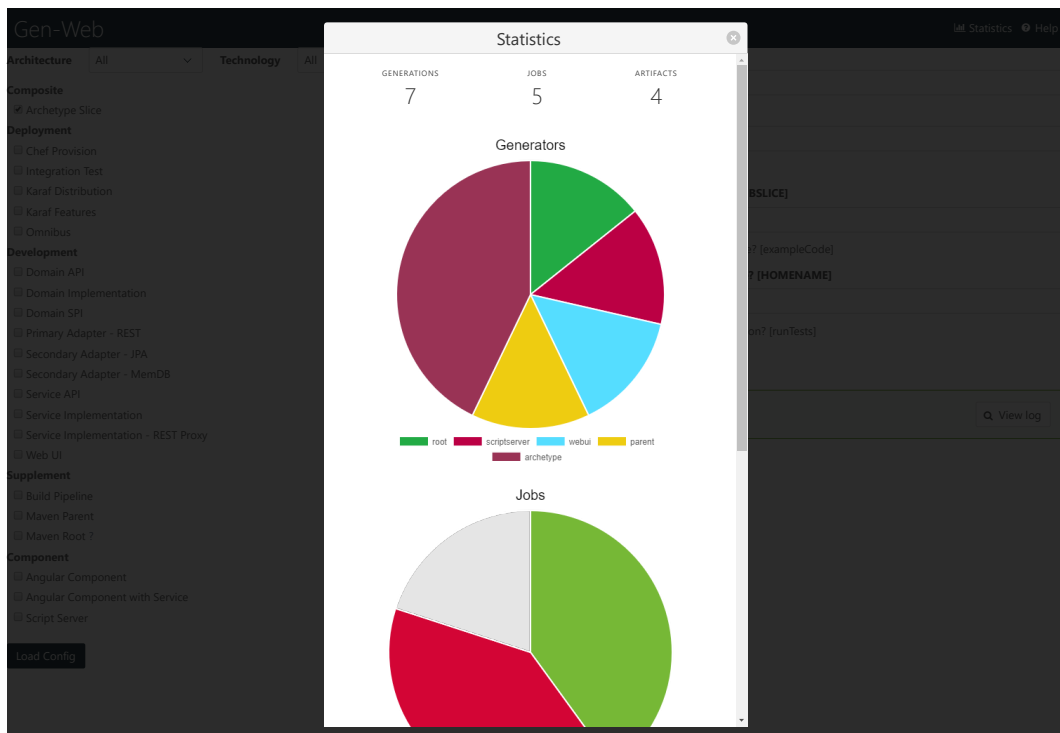 Gen-Web
Statistics
Help
Architecture
All
Technology
All
Composite
Archetype Slice
Deployment
Chef Provision
Integration Test
Karaf Distribution
Karaf Features
Omnibus
Development
Domain API
Domain Implementation
Domain SPI
Primary Adapter - REST
Secondary Adapter - JPA
Secondary Adapter - MemDB
Service API
Service Implementation
Service Implementation - REST Proxy
Web UI
Supplement
Build Pipeline
Maven Parent
Maven Root ?
Component
Angular Component
Angular Component with Service
Script Server
Load Config
Statistics
GENERATIONS JOBS ARTIFACTS
7 5 4
Generators
root scriptserver webui parent
archetype
Jobs
BSLICE]
? [exampleCode]
? [HOMENAME]
on? [runTests]
View log